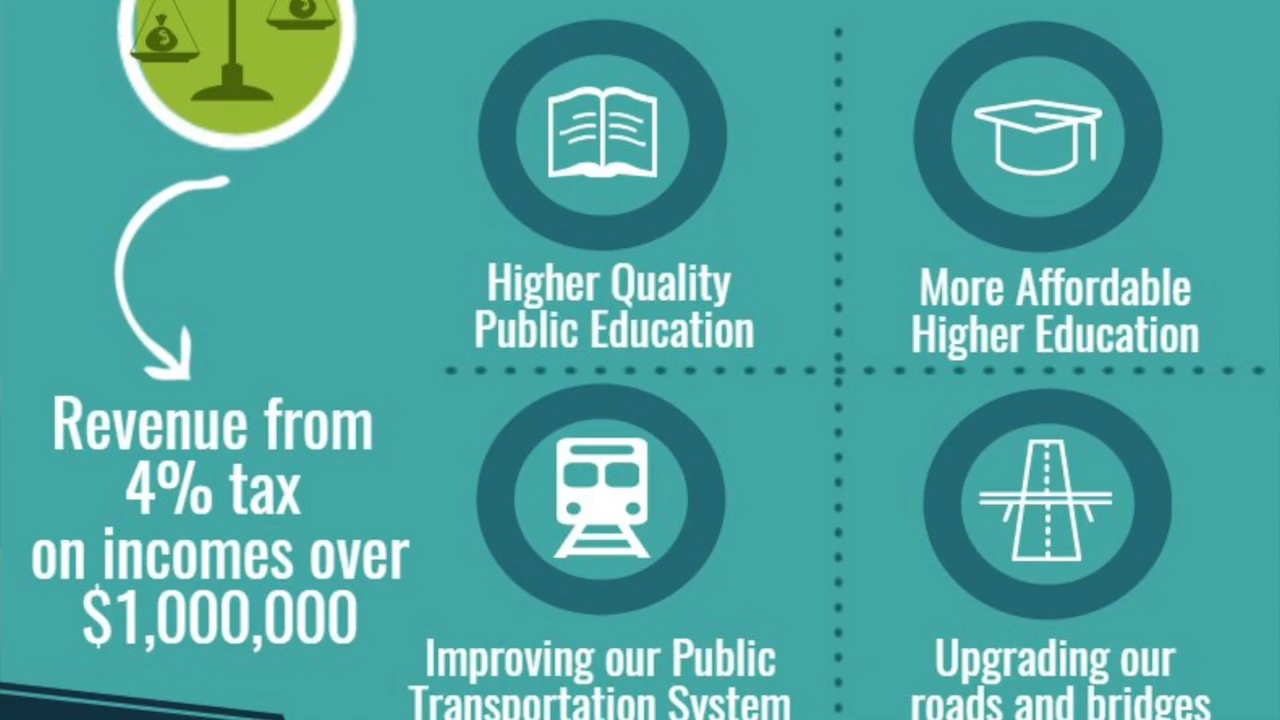 Higher Quality
Public Education
More Affordable
Higher Education
Revenue from
4% tax
on incomes over
$1,000,000
Improving our Public
Transportation System
Upgrading our
roads and bridges